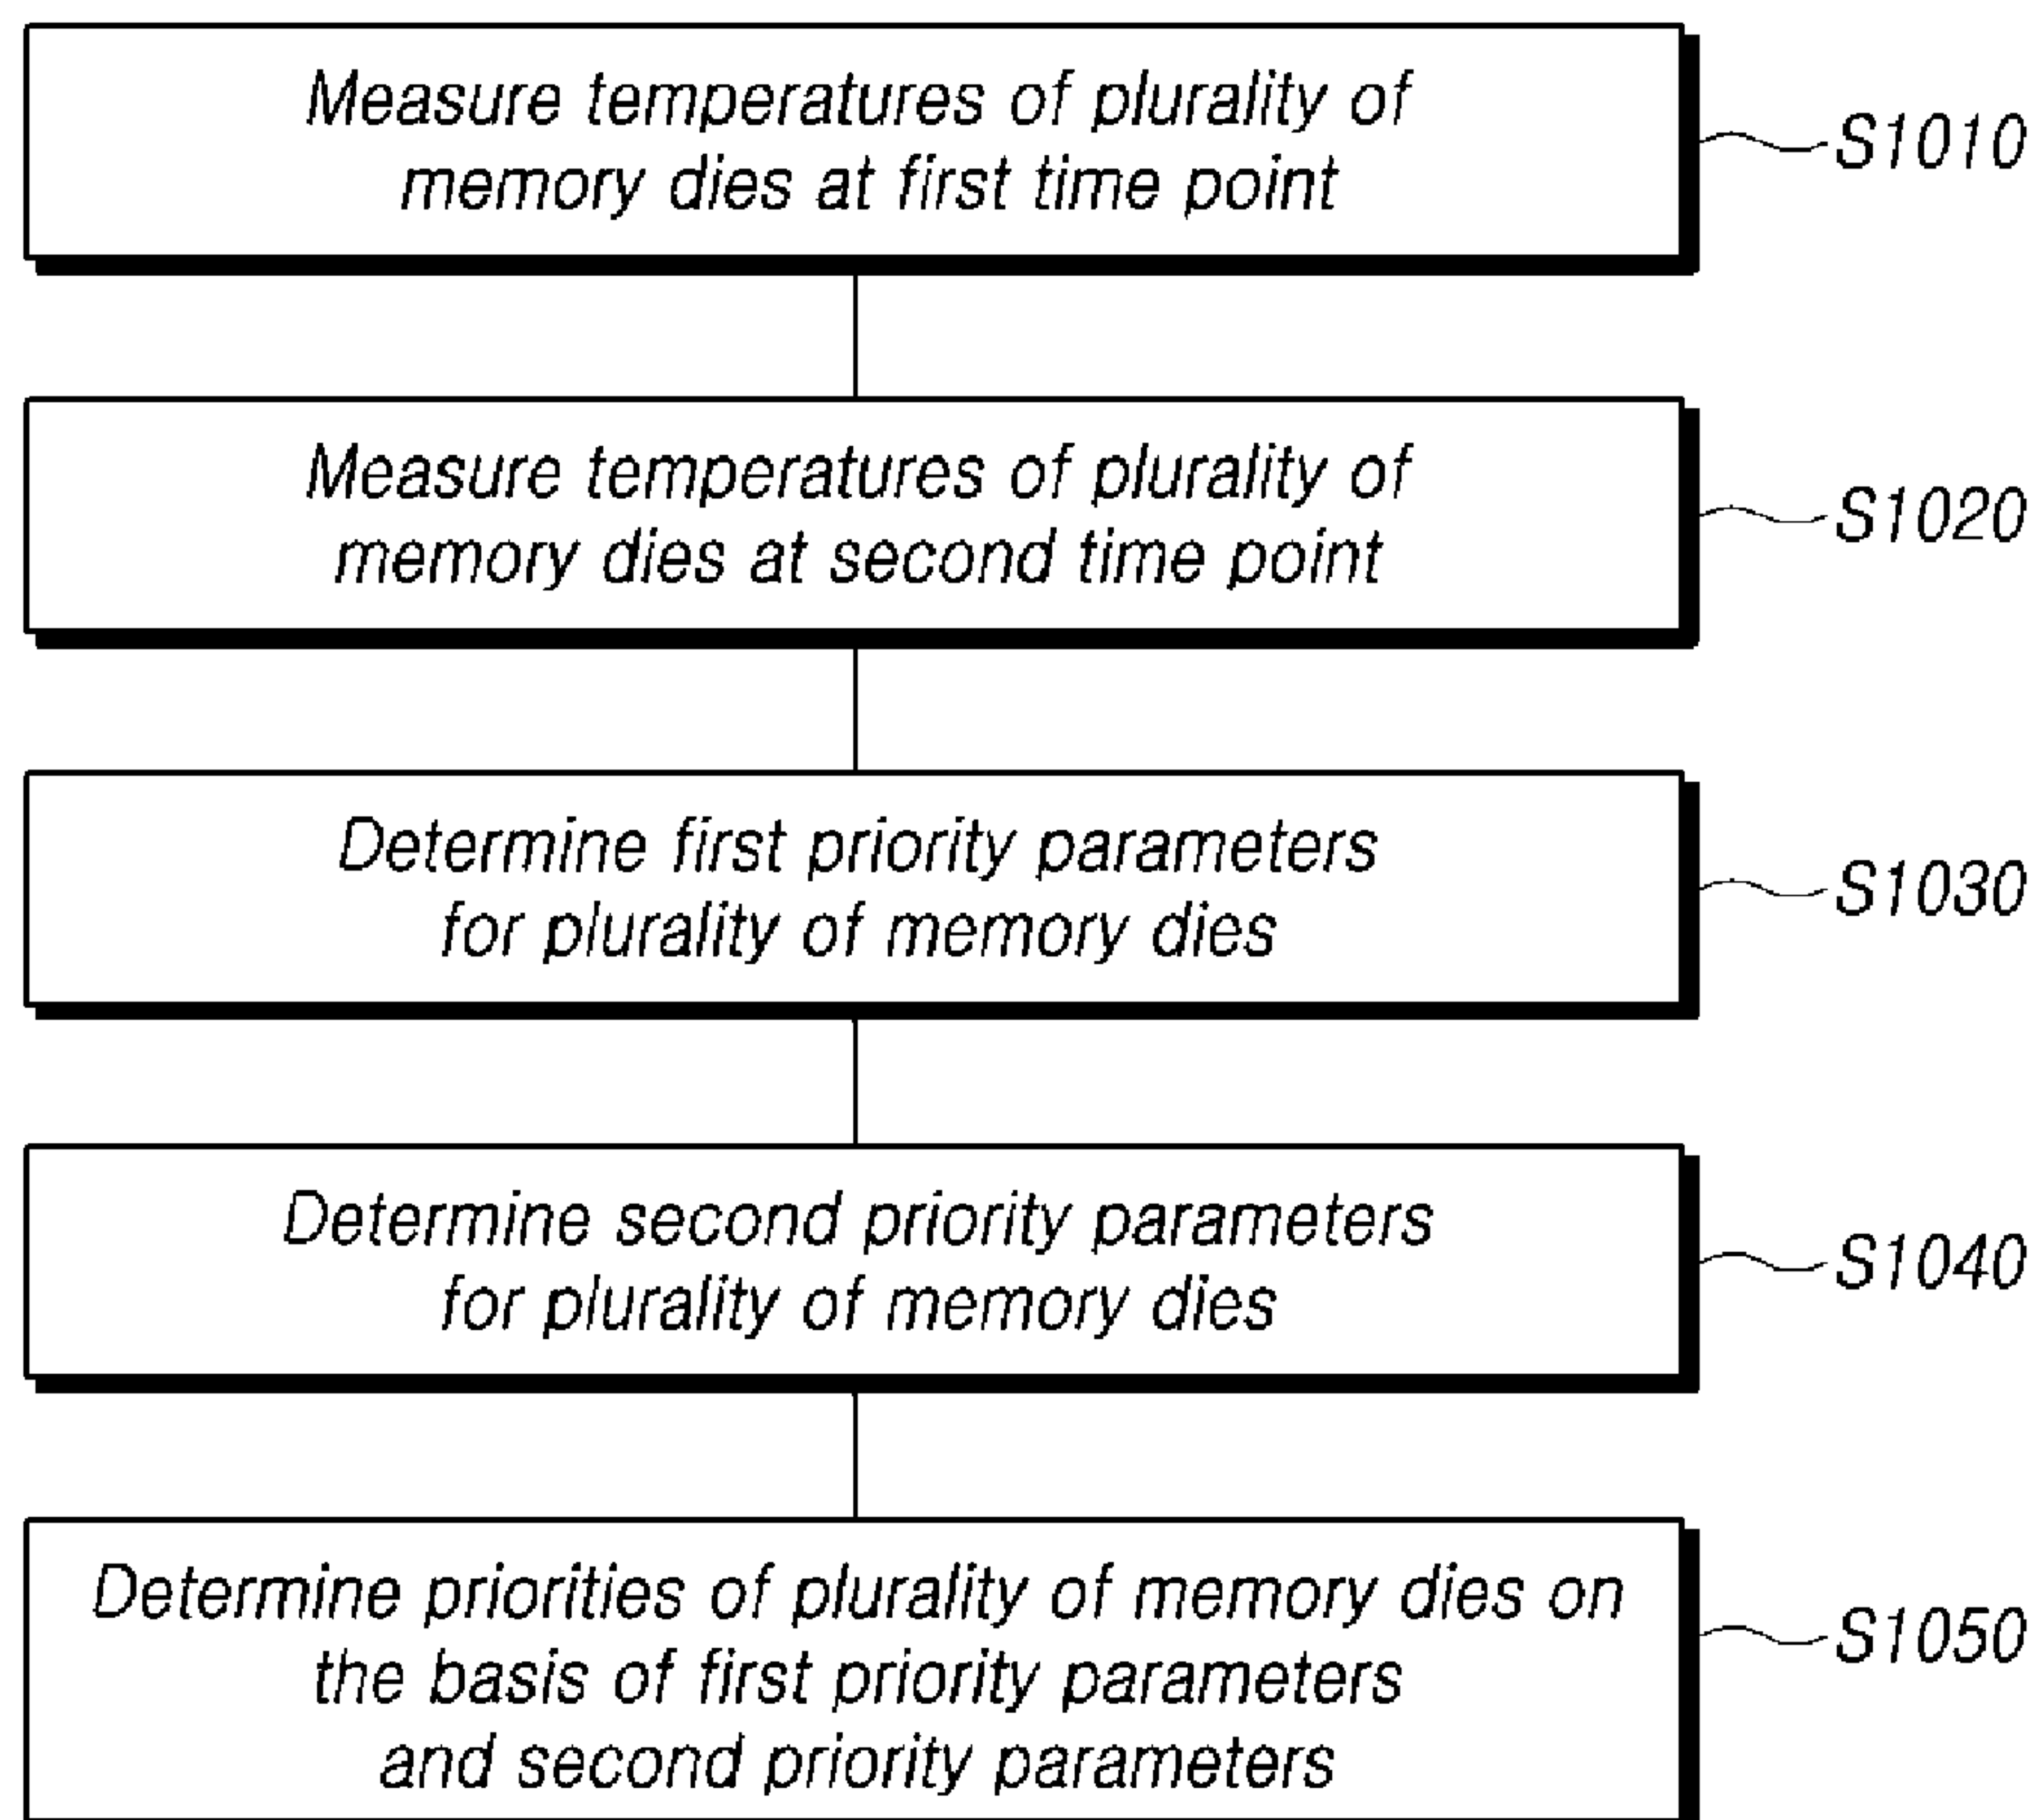 Measure temperatures of plurality of
memory dies at first time point
S1010
Measure temperatures of plurality of
memory dies at second time point
S1020
Determine first priority parameters
for plurality of memory dies
S1030
Determine second priority parameters
for plurality of memory dies
S1040
Determine priorities of plurality of memory dies on
the basis of first priority parameters
and second priority parameters
S1050